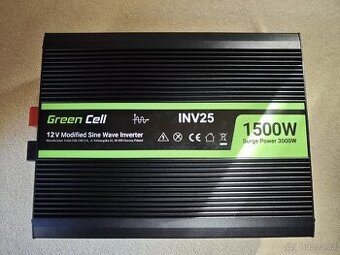 Green Cell
INV25
12V Modified Sine Wave Inverter
1500W
Surge Power 3000W